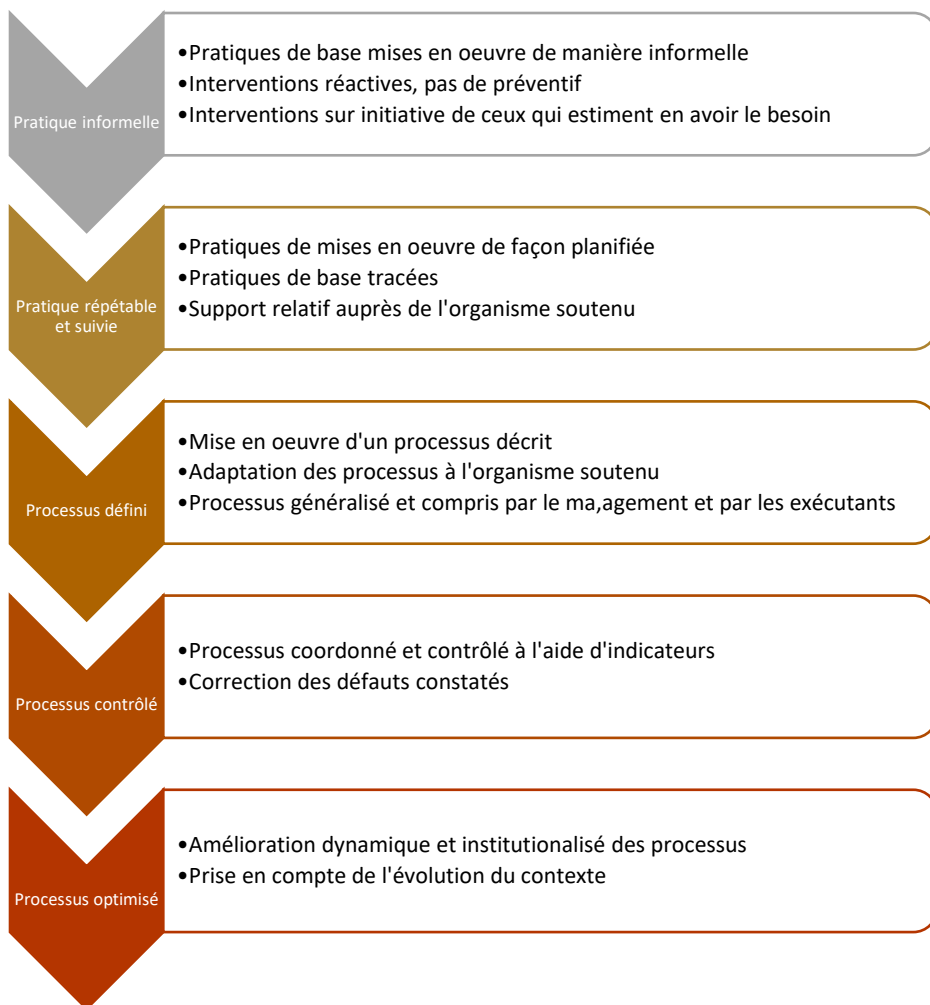 Pratique informelle
•Pratiques de base mises en oeuvre de manière informelle
•Interventions réactives, pas de préventif
•Interventions sur initiative de ceux qui estiment en avoir le besoin
Pratique répétable
et suivie
•Pratiques de mises en oeuvre de façon planifiée
•Pratiques de base tracées
•Support relatif auprès de l'organisme soutenu
Processus défini
•Mise en oeuvre d'un processus décrit
•Adaptation des processus à l'organisme soutenu
•Processus généralisé et compris par le ma,agement et par les exécutants
Processus contrôlé
•Processus coordonné et contrôlé à l'aide d'indicateurs
•Correction des défauts constatés
Processus optimisé
•Amélioration dynamique et institutionalisé des processus
•Prise en compte de l'évolution du contexte